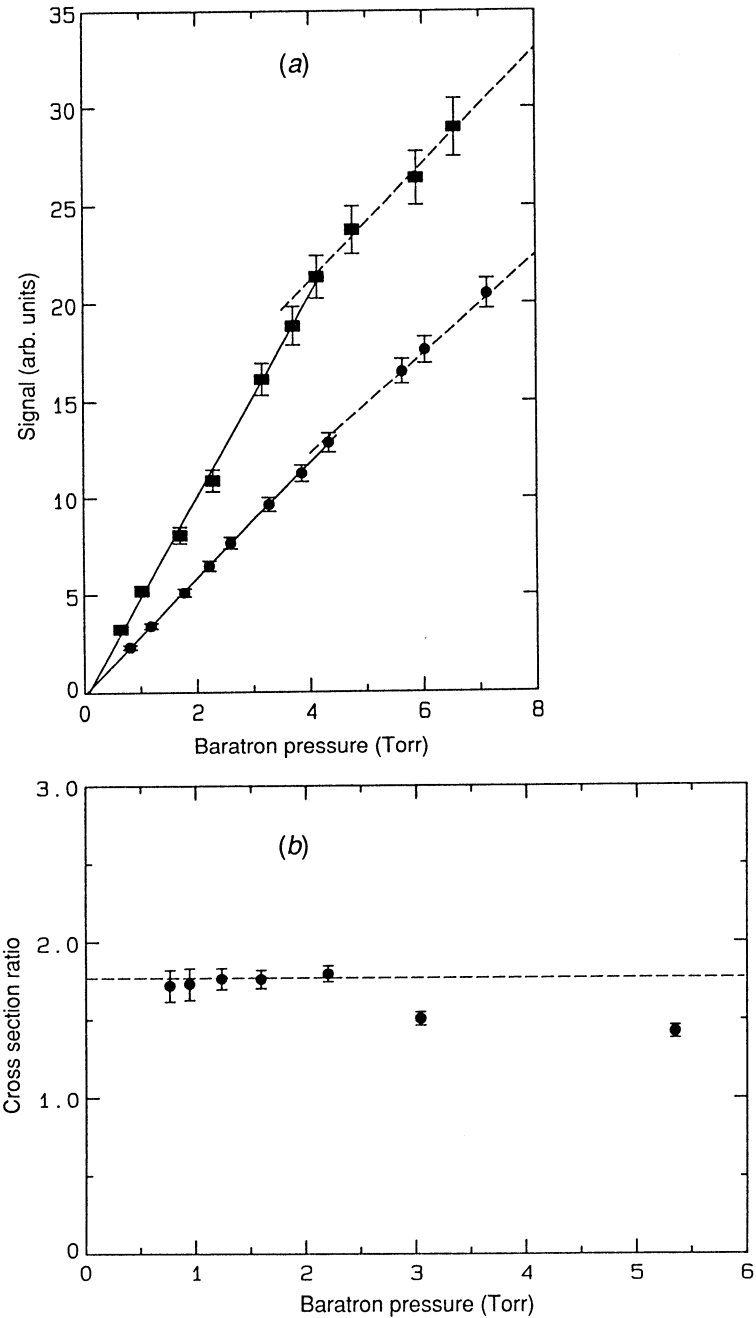 35
(a)
30
25
20
15
10
5
0
Signal (arb. units)
0 2 4 6 8
Baratron pressure (Torr)
3.0
(b)
2.0
1.0
0
Cross section ratio
0 1 2 3 4 5 6
Baratron pressure (Torr)